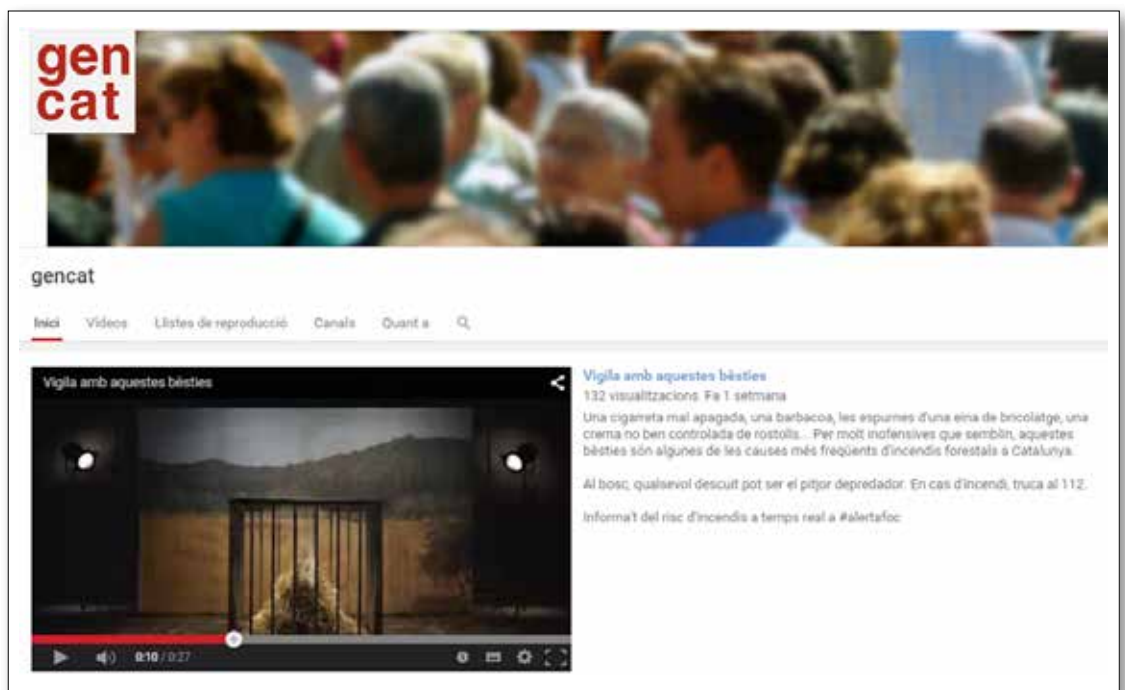 gen
cat
gencat
Inici Vídeos Llistes de reproducció Canals Quant a
Vigila amb aquestes bèsties
0:10 / 0:27
Vigila amb aquestes bèsties
132 visualitzacions Fa 1 setmana
Una cigarreta mal apagada, una barbacoa, les espurnes d'una eina de bricolatge, una
crema no ben controlada de rostolls... Per molt inofensives que semblin, aquestes
bèsties són algunes de les causes més freqüents d'incendis forestals a Catalunya.
Al bosc, qualsevol descuit pot ser el pitjor depredador. En cas d'incendi, truca al 112.
Informa't del risc d'incendis a temps real a #alertafoc